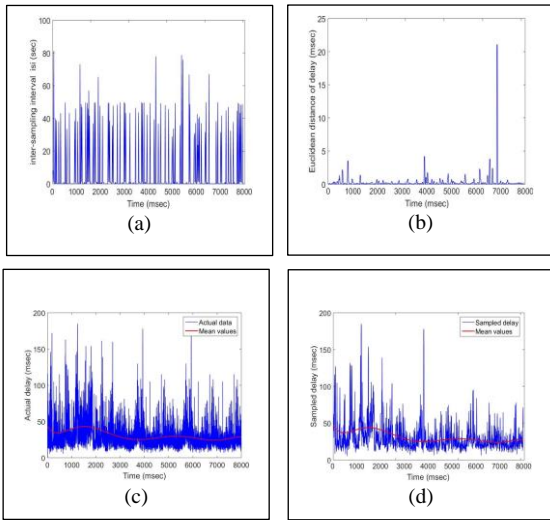 100
80
60
40
20
0
inter-sampling interval isi (sec)
0 1000 2000 3000 4000 5000 6000 7000 8000
Time (msec)
(a)
25
20
15
10
5
0
Euclidean distance of delay (msec)
0 1000 2000 3000 4000 5000 6000 7000 8000
Time (msec)
(b)
200
150
100
50
0
Actual delay (msec)
Actual data
Mean values
0 1000 2000 3000 4000 5000 6000 7000 8000
Time (msec)
(c)
200
150
100
50
0
Sampled delay (msec)
Sampled delay
Mean values
0 1000 2000 3000 4000 5000 6000 7000 8000
Time (msec)
(d)